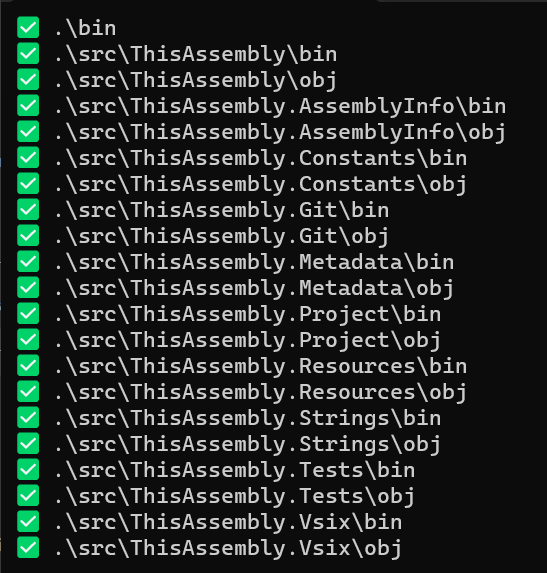 ✅ .\bin
✅ .\src\ThisAssembly\bin
✅ .\src\ThisAssembly\obj
✅ .\src\ThisAssembly.AssemblyInfo\bin
✅ .\src\ThisAssembly.AssemblyInfo\obj
✅ .\src\ThisAssembly.Constants\bin
✅ .\src\ThisAssembly.Constants\obj
✅ .\src\ThisAssembly.Git\bin
✅ .\src\ThisAssembly.Git\obj
✅ .\src\ThisAssembly.Metadata\bin
✅ .\src\ThisAssembly.Metadata\obj
✅ .\src\ThisAssembly.Project\bin
✅ .\src\ThisAssembly.Project\obj
✅ .\src\ThisAssembly.Resources\bin
✅ .\src\ThisAssembly.Resources\obj
✅ .\src\ThisAssembly.Strings\bin
✅ .\src\ThisAssembly.Strings\obj
✅ .\src\ThisAssembly.Tests\bin
✅ .\src\ThisAssembly.Tests\obj
✅ .\src\ThisAssembly.Vsix\bin
✅ .\src\ThisAssembly.Vsix\obj